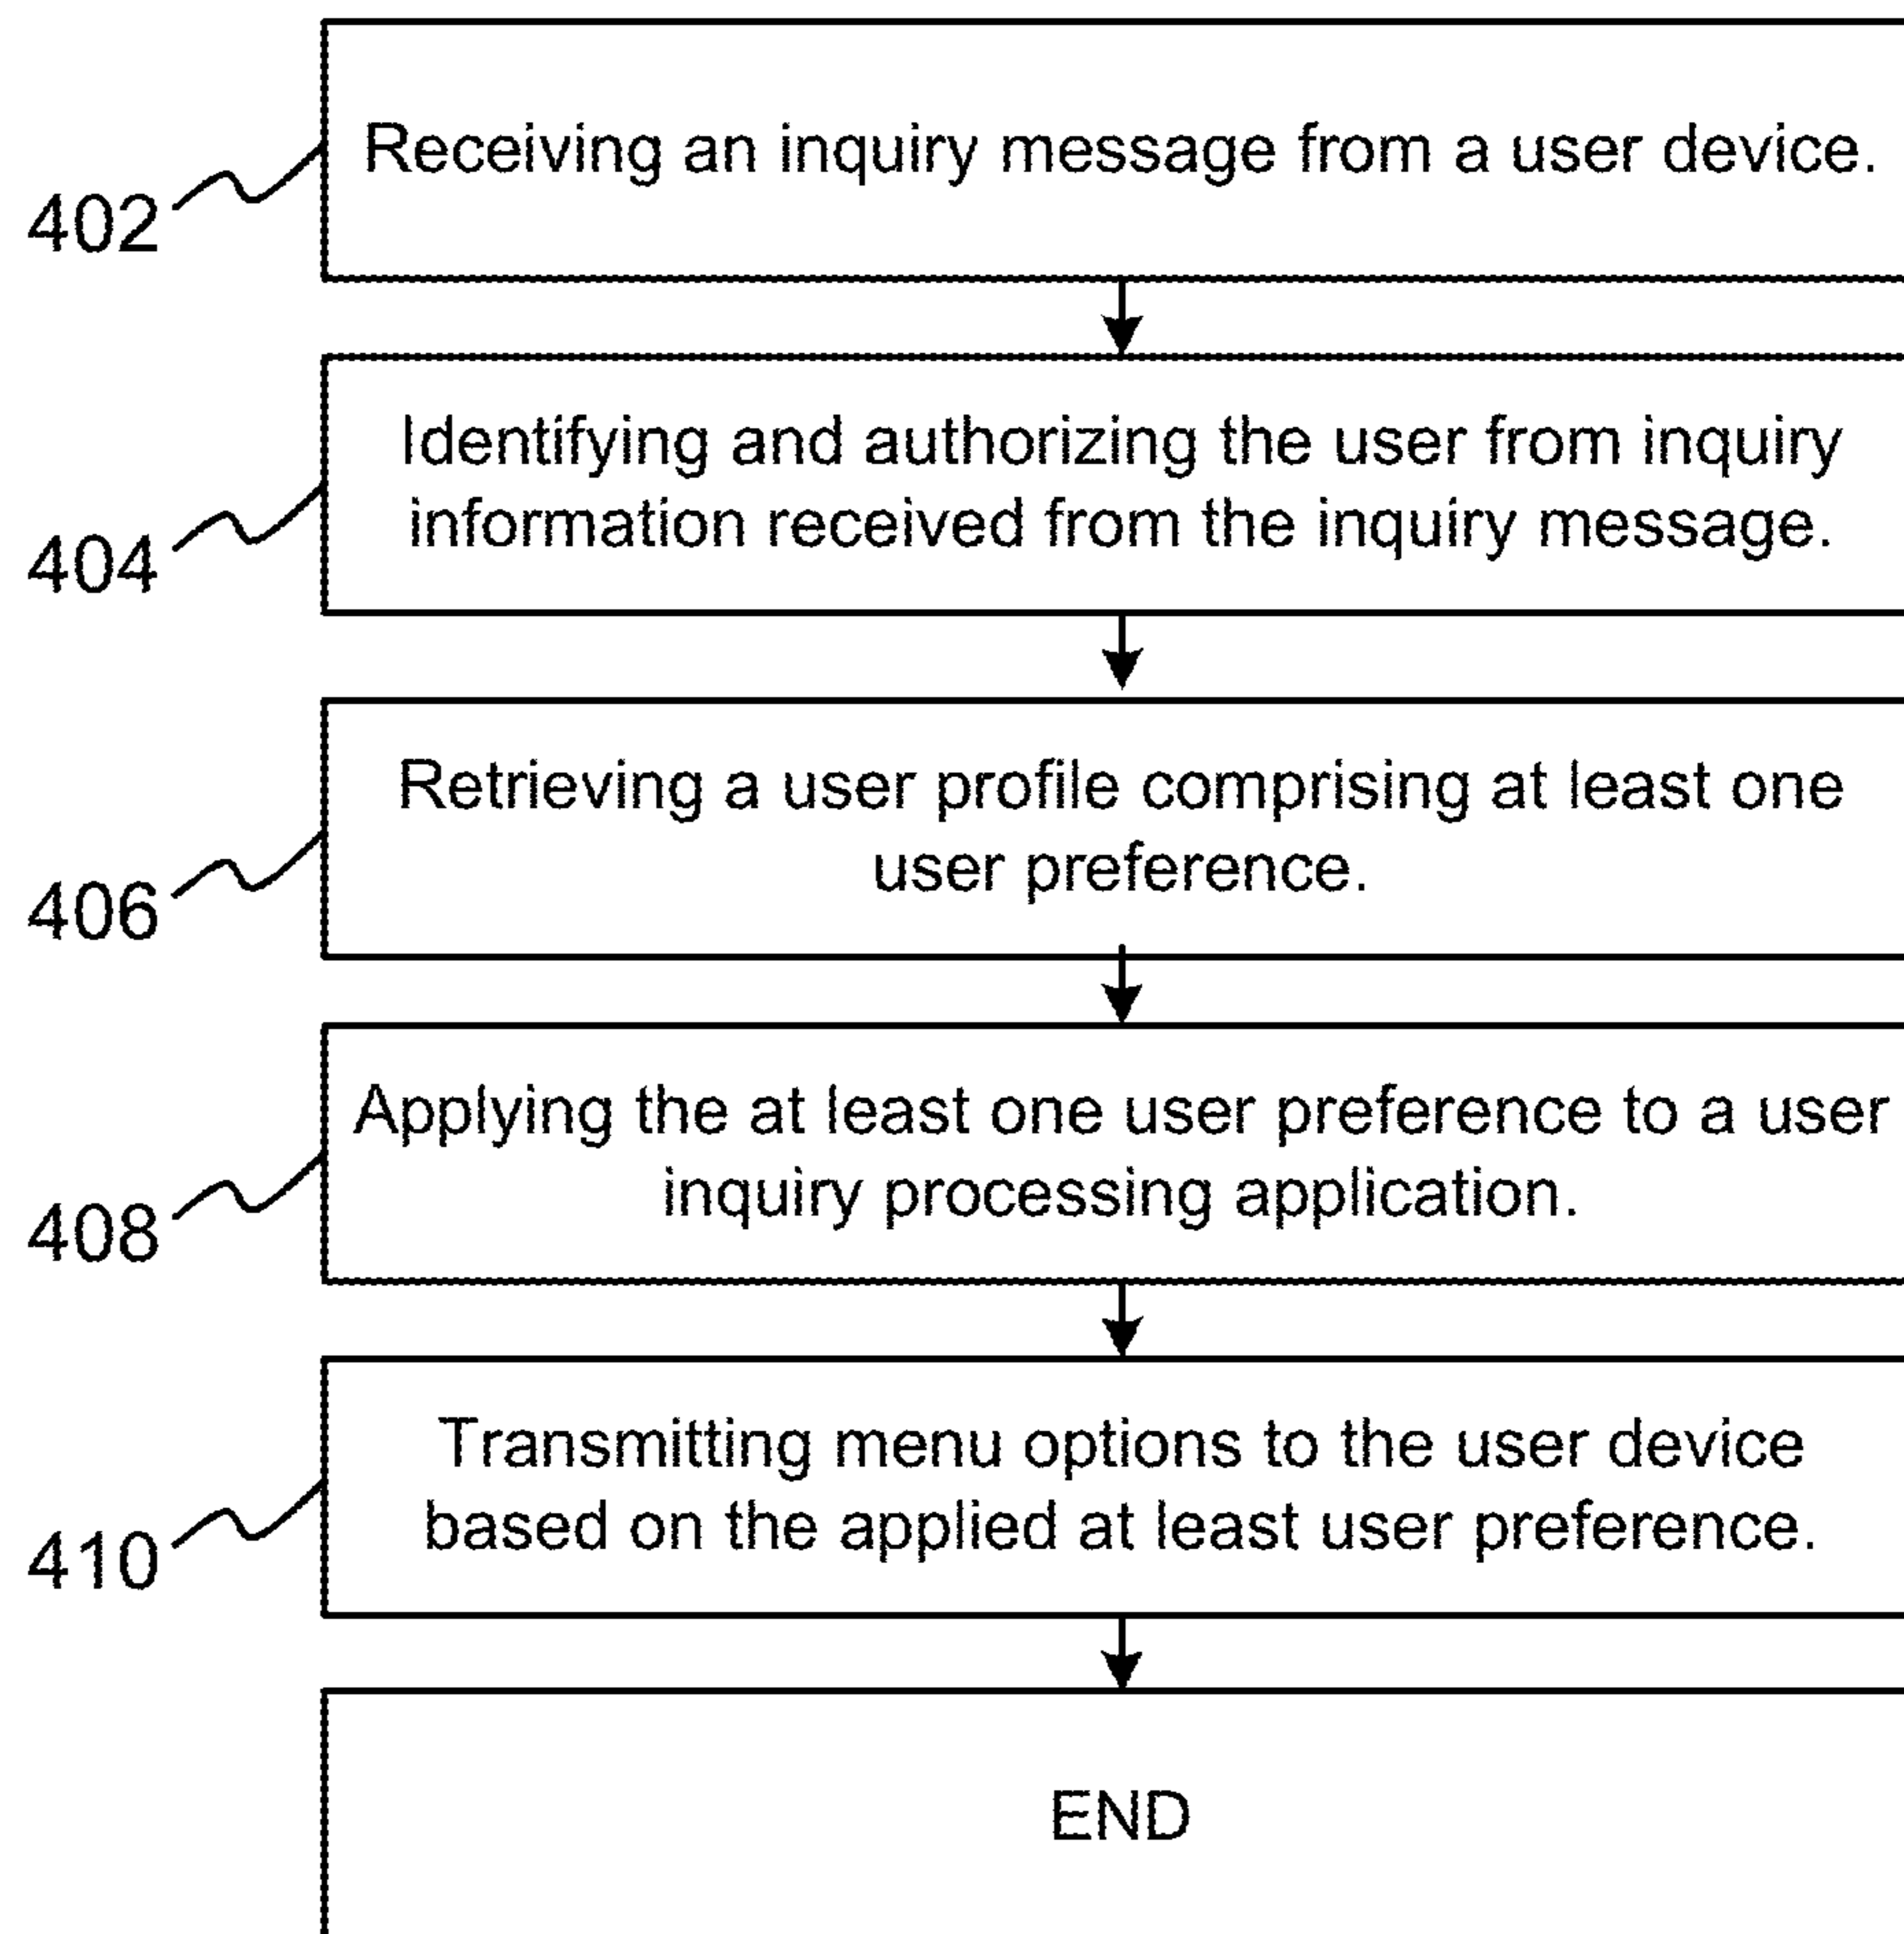 Receiving an inquiry message from a user device.
402
Identifying and authorizing the user from inquiry
information received from the inquiry message.
404
Retrieving a user profile comprising at least one
user preference.
406
Applying the at least one user preference to a user
inquiry processing application.
408
Transmitting menu options to the user device
based on the applied at least user preference.
410
END